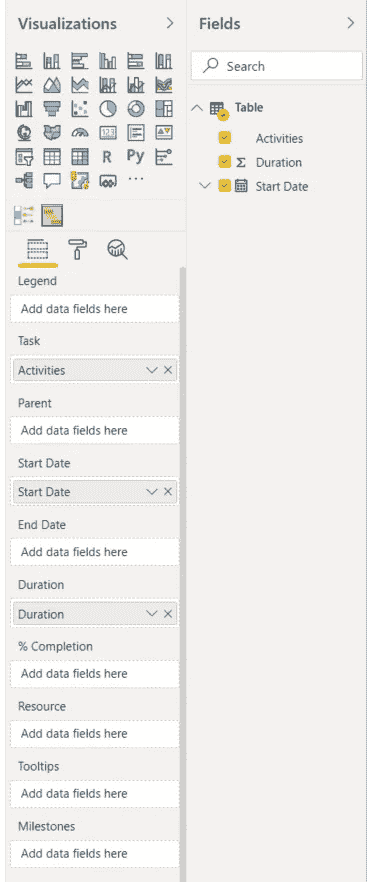 Visualizations
Fields
Search
Table
Activities
Duration
Start Date
123
R
Py
Legend
Add data fields here
Task
Activities
Parent
Add data fields here
Start Date
Start Date
End Date
Add data fields here
Duration
Duration
% Completion
Add data fields here
Resource
Add data fields here
Tooltips
Add data fields here
Milestones
Add data fields here